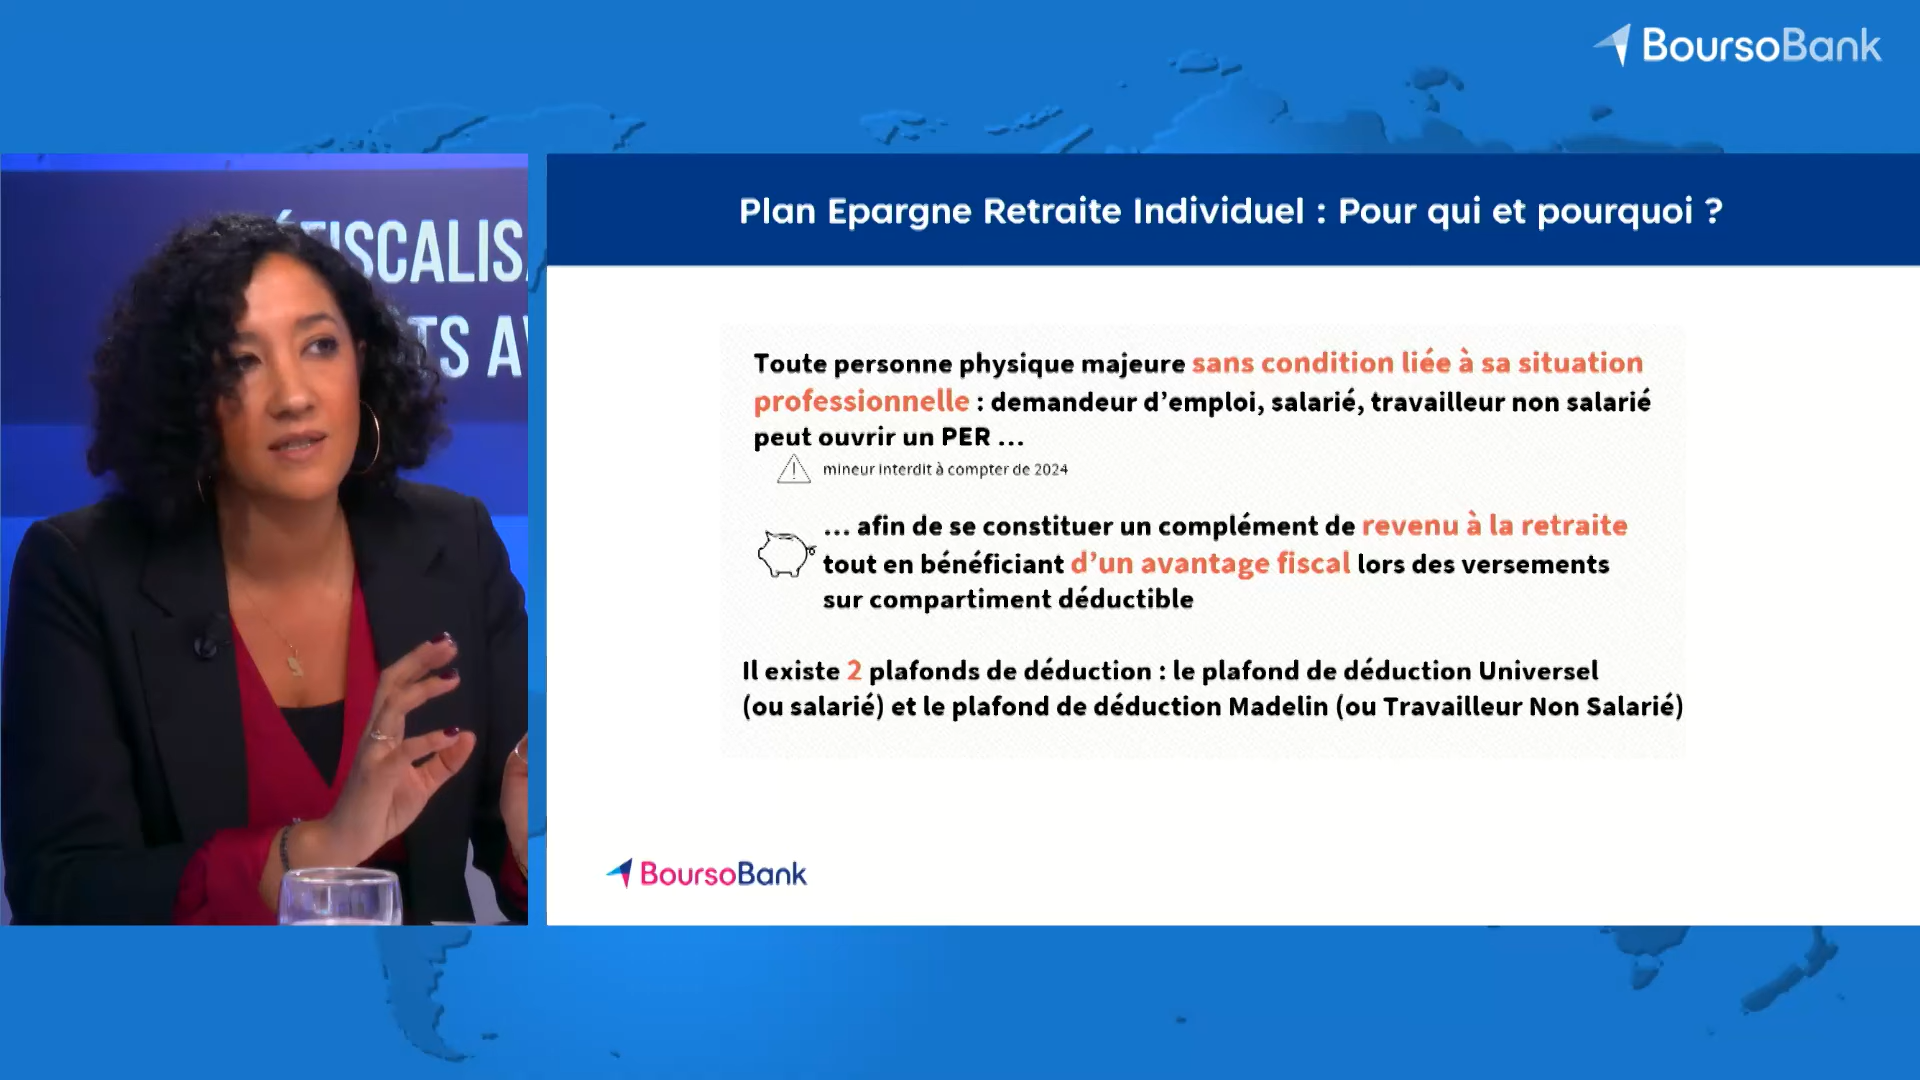 BoursoBank
ÉFISCALISA
TS AV
Plan Epargne Retraite Individuel : Pour qui et pourquoi ?
Toute personne physique majeure sans condition liée à sa situation
professionnelle : demandeur d’emploi, salarié, travailleur non salarié
peut ouvrir un PER ...
mineur interdit à compter de 2024
... afin de se constituer un complément de revenu à la retraite
tout en bénéficiant d’un avantage fiscal lors des versements
sur compartiment déductible
Il existe 2 plafonds de déduction : le plafond de déduction Universel
(ou salarié) et le plafond de déduction Madelin (ou Travailleur Non Salarié)
BoursoBank